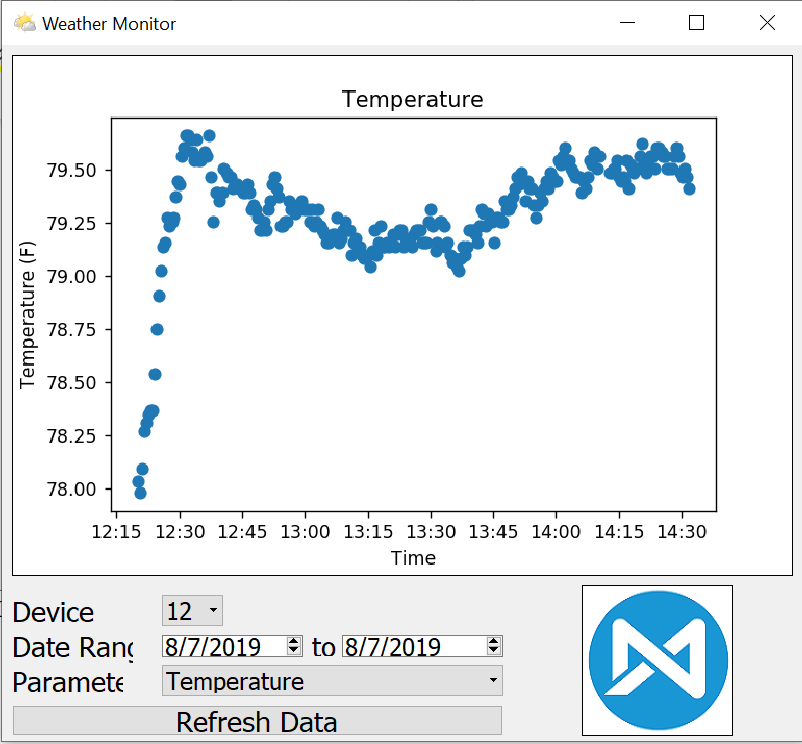 Weather Monitor
Temperature
79.50
79.25
79.00
78.75
78.50
78.25
78.00
Temperature (F)
12:15 12:30 12:45 13:00 13:15 13:30 13:45 14:00 14:15 14:30
Time
Device 12
Date Rang 8/7/2019 to 8/7/2019
Paramete Temperature
Refresh Data